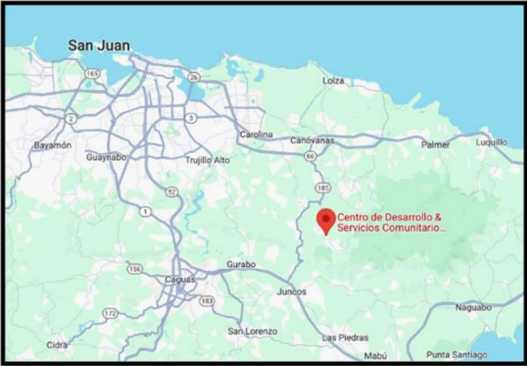 San Juan
165
26
Loiza
2
3
Carolina
Canóvanas
Bayamón
66
Palmer
Luquillo
Guaynabo
Trujillo Alto
52
185
1
Centro de Desarrollo &
Servicios Comunitario...
156
Gurabo
Caguas
Juncos
183
Naguabo
172
San Lorenzo
Las Piedras
Cidra
Mabú
Punta Santiago